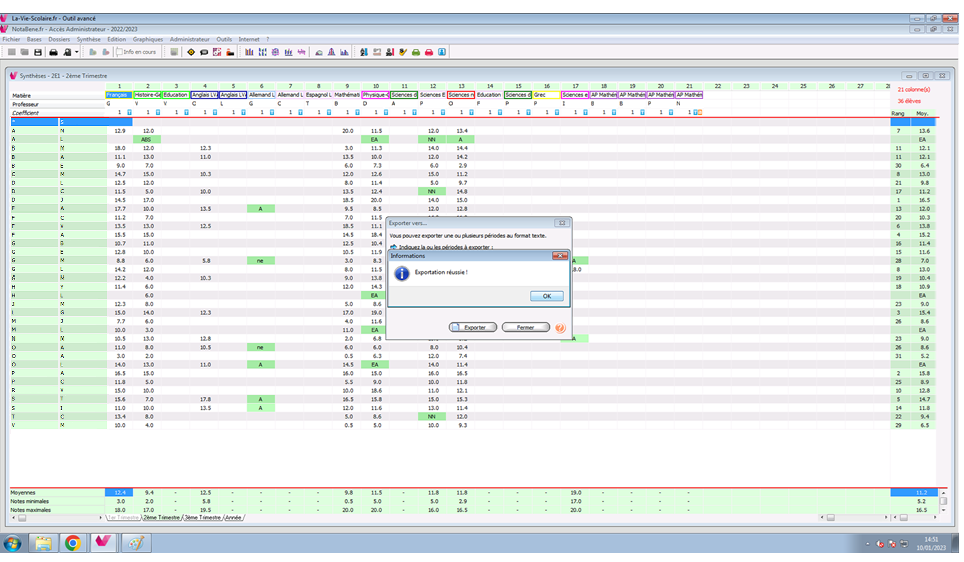 La-Vie-Scolaire.fr - Outil avancé
NotaBene.fr - Accès Administrateur - 2022/2023
Fichier Bases Dossiers Synthèse Edition Graphiques Administrateur Outils Internet ?
Info en cours
Synthèses - 2E1 - 2ème Trimestre
1 2 3 4 5 6 7 8 9 10 11 12 13 14 15 16 17 18 19 20 21 22 23 24 25 26 27
Matière Français Histoire-Gé Education Anglais LV Anglais LV Allemand L Allemand L Espagnol L Mathémati Physique-C Sciences d Sciences E Sciences n Education Sciences d Grec Sciences e AP Mathém AP Mathém AP Mathém AP Mathém
21 colonne(s)
Professeur
36 élèves
Coefficient
Rang Moy.
A N 12.9 12.0 20.0 11.5 12.0 13.4 7 13.6
A L ABS EA NN A EA
B M 18.0 12.0 12.3 3.0 11.3 14.0 14.4 11 12.1
B A 11.1 13.0 11.0 13.5 10.0 12.0 14.2 11 12.1
9.0 7.0 6.0 7.3 6.0 2.9 30 6.4
14.7 15.0 10.3 12.0 12.6 15.0 11.2 8 13.0
12.5 12.0 8.0 11.4 5.0 9.7 21 9.8
11.5 5.0 10.0 13.5 12.4 NN 14.8 17 11.2
14.5 17.0 18.5 20.0 14.0 15.0 1 16.5
17.7 10.0 13.5 A 9.5 8.5 12.0 12.8 13 12.0
11.2 7.0 7.0 11.5 20 10.3
13.5 13.0 12.5 18.5 11.1 7 13.6
15.5 15.0 14.5 18.4 4 15.2
10.7 11.0 12.5 10.4 16 11.4
12.8 10.0 10.5 11.9 15 11.6
8.8 6.0 5.8 ne 3.0 8.3 A 28 7.0
14.2 12.0 8.0 11.5 8.0 8 13.0
12.2 4.0 10.3 9.0 13.8 19 10.4
11.4 6.0 12.0 14.3 18 10.9
6.0 EA EA
12.3 8.0 5.0 8.6 23 9.0
15.0 14.0 12.3 17.0 19.0 3 15.4
7.7 6.0 4.0 11.6 26 8.6
10.0 3.0 11.0 EA EA
10.5 13.0 12.8 2.0 6.8 A 23 9.0
11.0 8.0 10.5 ne 6.0 6.0 8.0 10.4 26 8.6
3.0 2.0 0.5 6.3 12.0 7.4 31 5.2
14.0 13.0 11.0 A 14.5 EA 14.0 11.4 EA
16.5 15.0 16.0 15.0 16.0 16.5 2 15.8
11.8 5.0 5.5 9.0 10.0 11.8 25 8.9
15.0 10.0 10.0 18.6 11.0 12.1 10 12.8
15.6 7.0 17.8 A 16.5 15.8 15.0 15.3 5 14.7
11.0 10.0 13.5 A 12.0 11.6 13.0 11.4 14 11.8
13.4 8.0 5.0 8.6 NN 12.0 22 9.4
10.0 4.0 0.5 5.0 10.0 9.3 29 6.5
Exporter vers...
Vous pouvez exporter une ou plusieurs périodes au format texte.
Indiquez la ou les périodes à exporter :
Informations
Exportation réussie !
OK
Exporter Fermer
Moyennes 12.4 9.4 - 12.5 - - - - 9.8 11.5 - 11.8 11.8 - - - 19.0 - - - - 11.2
Notes minimales 3.0 2.0 - 5.8 - - - - 0.5 5.0 - 5.0 2.9 - - - 17.0 - - - - 5.2
Notes maximales 18.0 17.0 - 19.5 - - - - 20.0 20.0 - 16.0 16.5 - - - 20.0 - - - - 16.5
1er Trimestre 2ème Trimestre 3ème Trimestre Année
14:51
10/01/2023